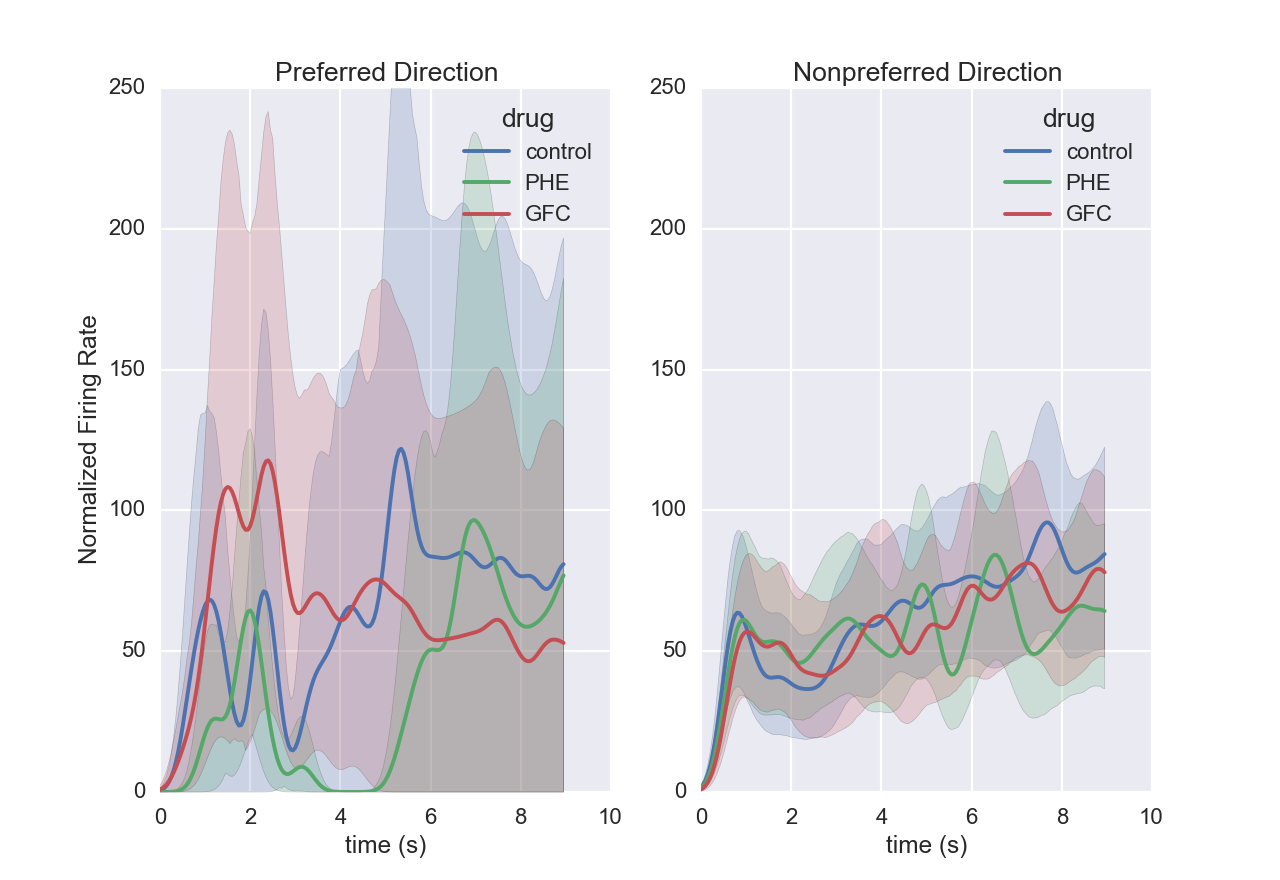 Preferred Direction
Normalized Firing Rate
250
200
150
100
50
0
drug
control
PHE
GFC
0 2 4 6 8 10
time (s)
Nonpreferred Direction
250
200
150
100
50
0
drug
control
PHE
GFC
0 2 4 6 8 10
time (s)